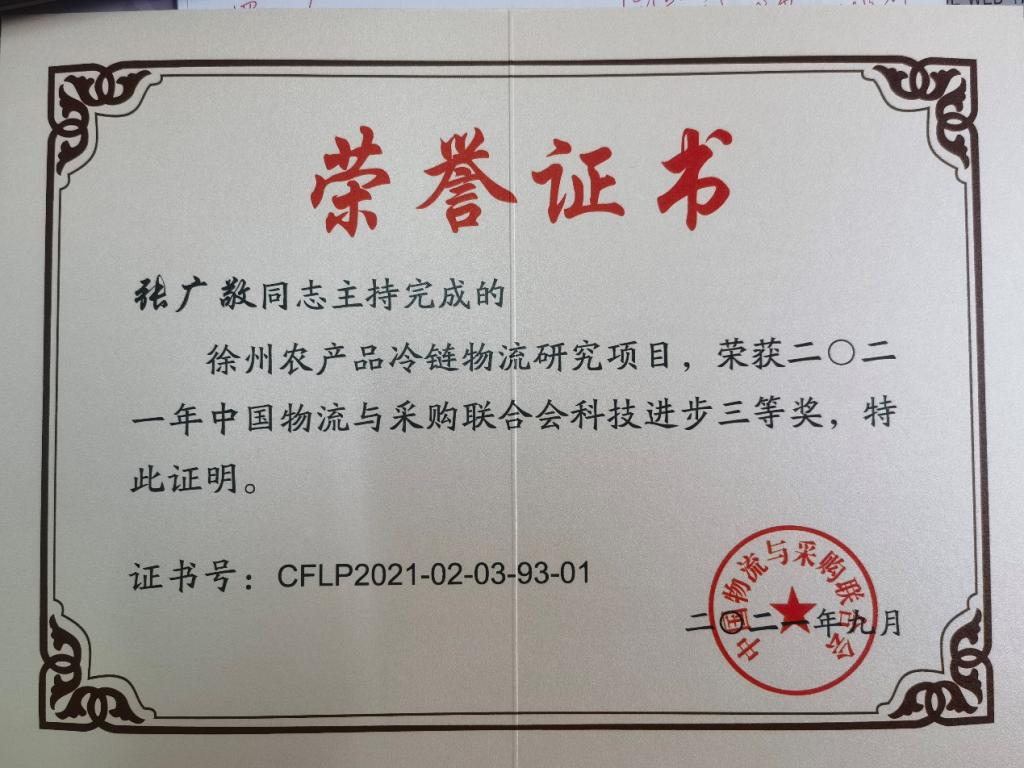 荣誉证书
张广敬同志主持完成的
徐州农产品冷链物流研究项目，荣获二〇二
一年中国物流与采购联合会科技进步三等奖，特
此证明。
证书号：CFLP2021-02-03-93-01
中国物流与采购联合会
二〇二一年九月